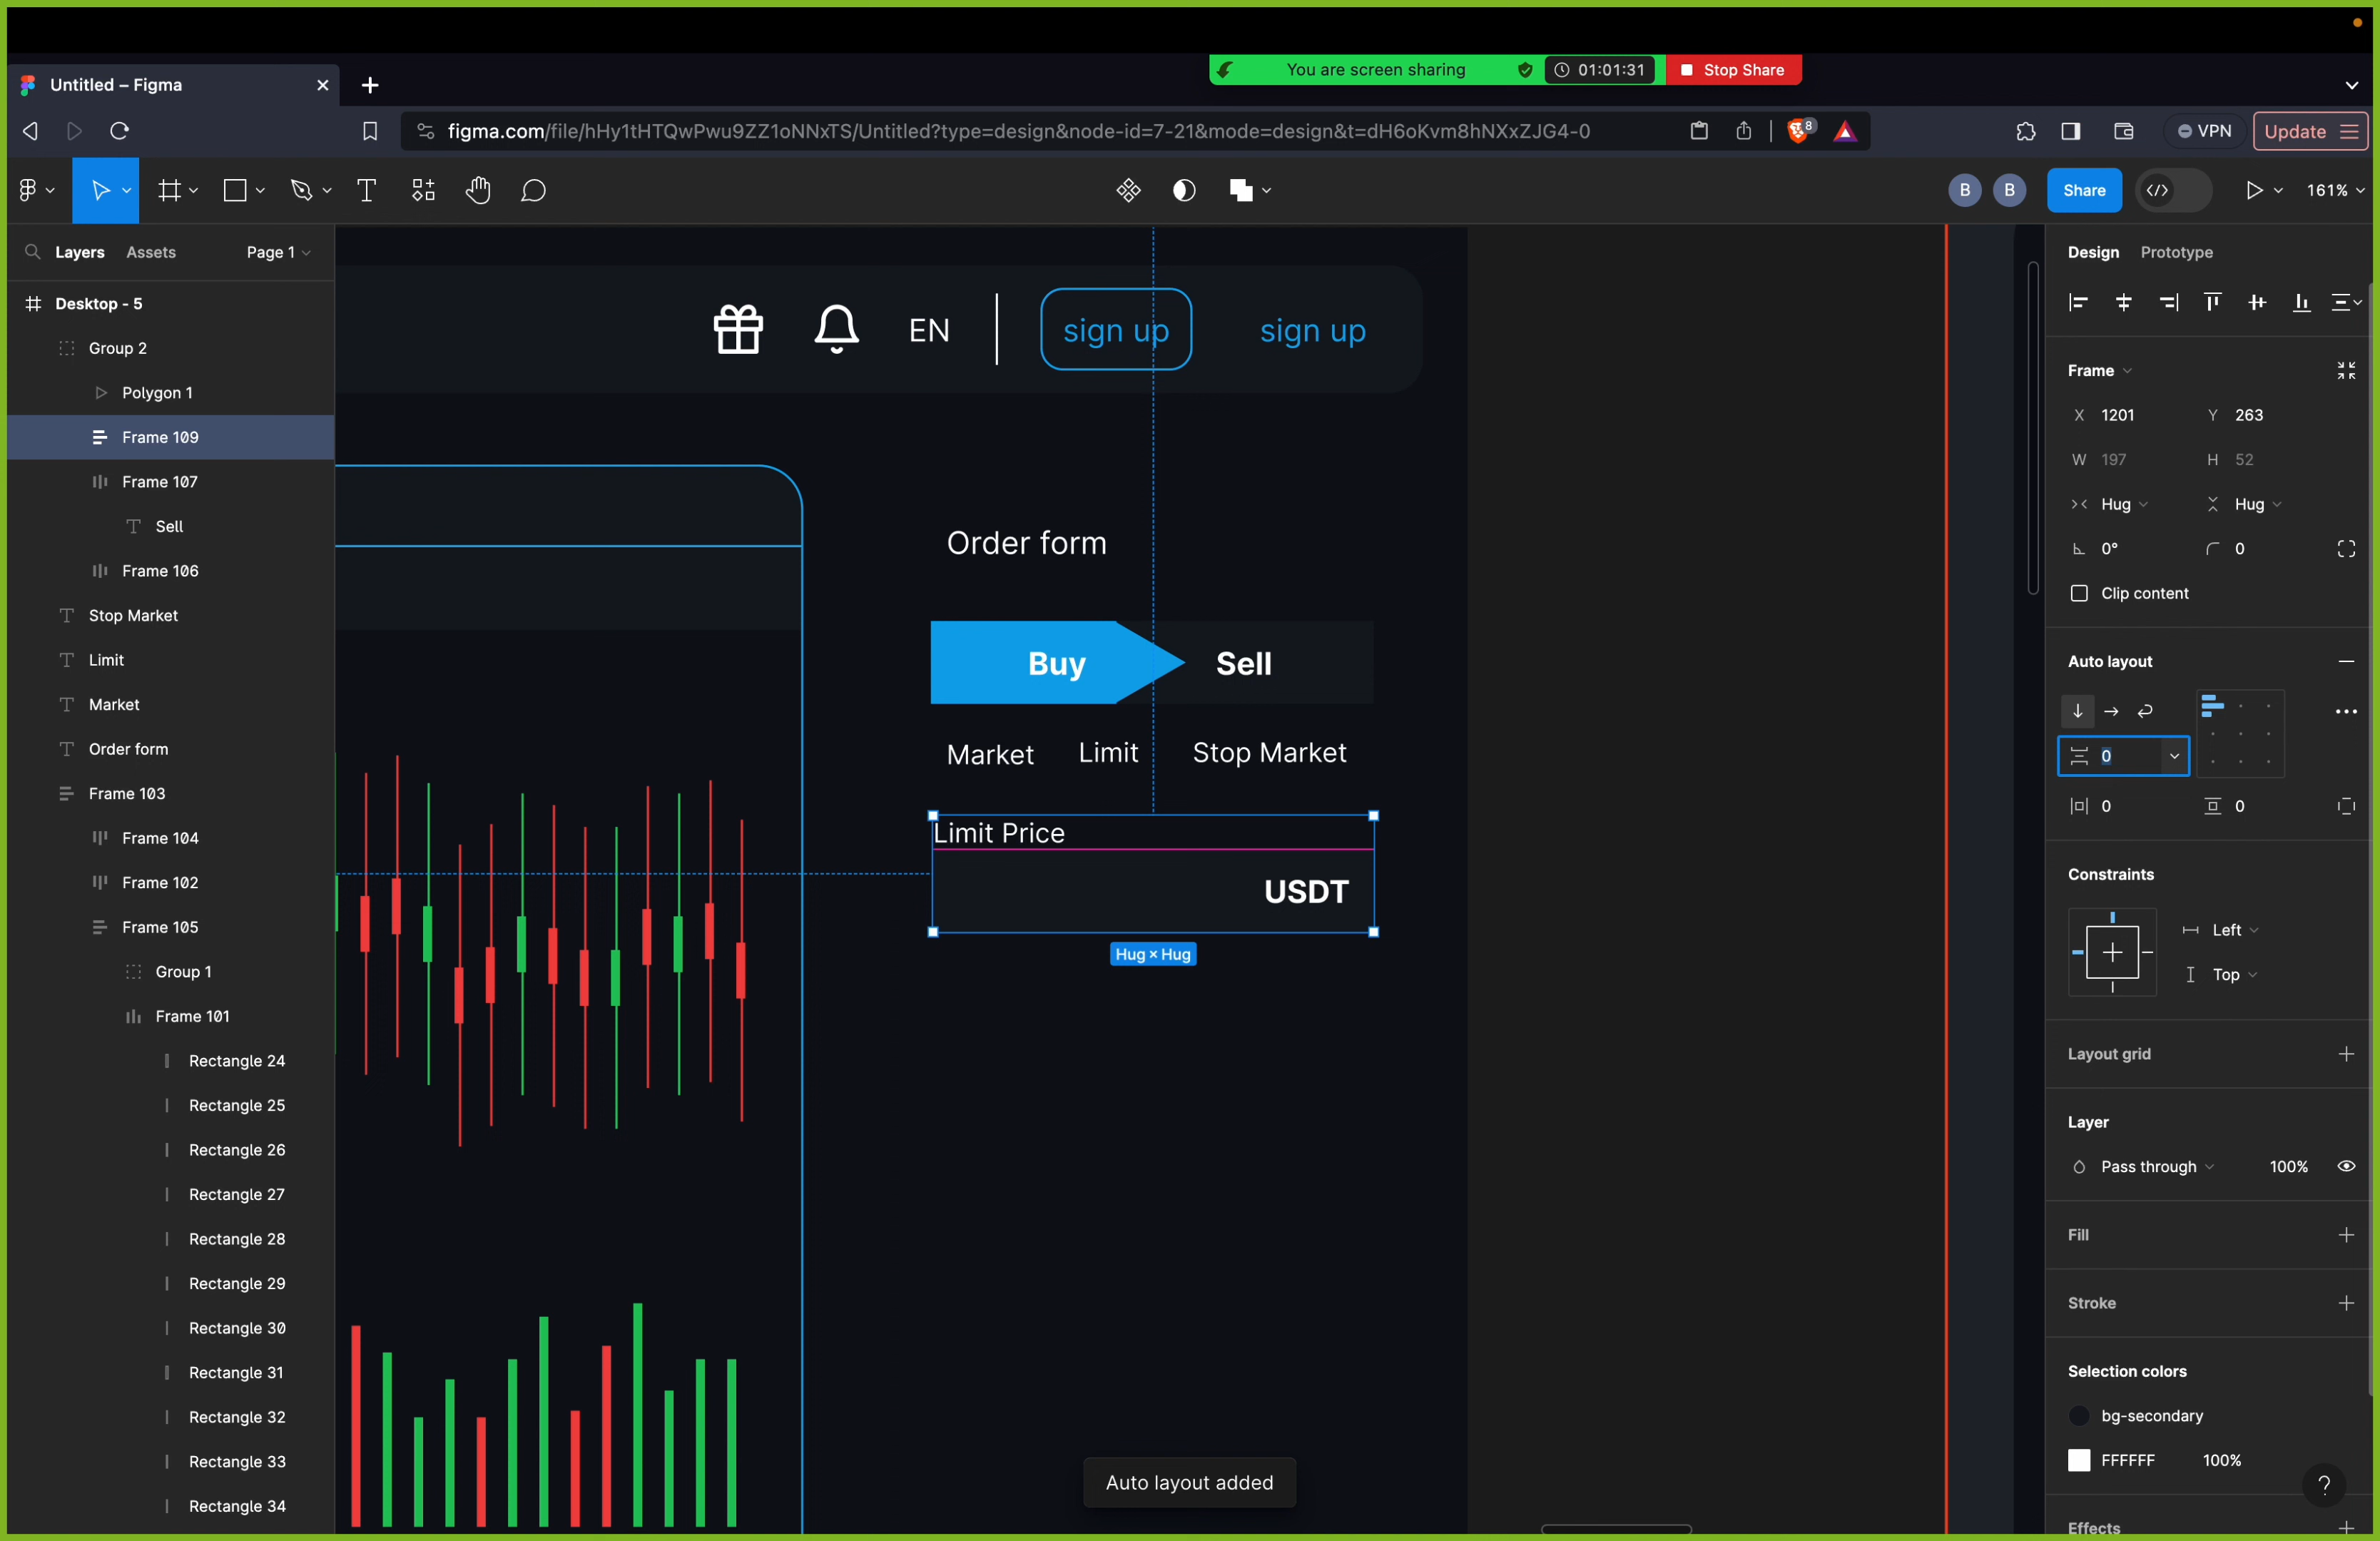 You are screen sharing
01:01:31
Stop Share
Untitled – Figma
figma.com/file/hHy1tHTQwPwu9ZZ1oNNxTS/Untitled?type=design&node-id=7-21&mode=design&t=dH6oKvm8hNXxZJG4-0
8
VPN
Update
B
B
Share
161%
Layers
Assets
Page 1
Desktop - 5
Group 2
Polygon 1
Frame 109
Frame 107
Sell
Frame 106
Stop Market
Limit
Market
Order form
Frame 103
Frame 104
Frame 102
Frame 105
Group 1
Frame 101
Rectangle 24
Rectangle 25
Rectangle 26
Rectangle 27
Rectangle 28
Rectangle 29
Rectangle 30
Rectangle 31
Rectangle 32
Rectangle 33
Rectangle 34
EN
sign up
sign up
Order form
Buy
Sell
Market
Limit
Stop Market
Limit Price
USDT
Hug × Hug
Auto layout added
Design
Prototype
Frame
X 1201
Y 263
W 197
H 52
Hug
Hug
0°
0
Clip content
Auto layout
0
0
0
Constraints
Left
Top
Layout grid
Layer
Pass through
100%
Fill
Stroke
Selection colors
bg-secondary
FFFFFF
100%
?
Effects